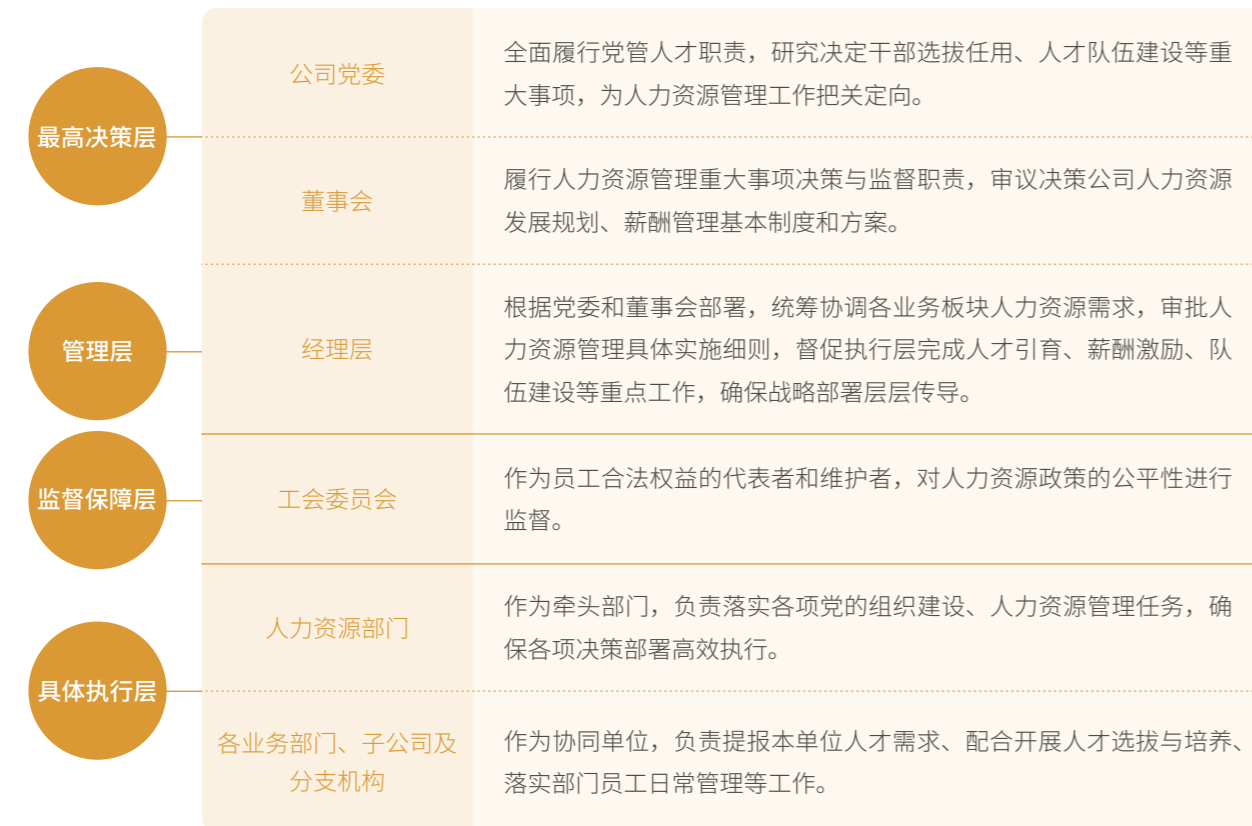 最高决策层
公司党委
全面履行党管人才职责，研究决定干部选拔任用、人才队伍建设等重
大事项，为人力资源管理工作把关定向。
董事会
履行人力资源管理重大事项决策与监督职责，审议决策公司人力资源
发展规划、薪酬管理基本制度和方案。
管理层
经理层
根据党委和董事会部署，统筹协调各业务板块人力资源需求，审批人
力资源管理具体实施细则，督促执行层完成人才引育、薪酬激励、队
伍建设等重点工作，确保战略部署层层传导。
监督保障层
工会委员会
作为员工合法权益的代表者和维护者，对人力资源政策的公平性进行
监督。
具体执行层
人力资源部门
作为牵头部门，负责落实各项党的组织建设、人力资源管理任务，确
保各项决策部署高效执行。
各业务部门、子公司及
分支机构
作为协同单位，负责提报本单位人才需求、配合开展人才选拔与培养、
落实部门员工日常管理等工作。